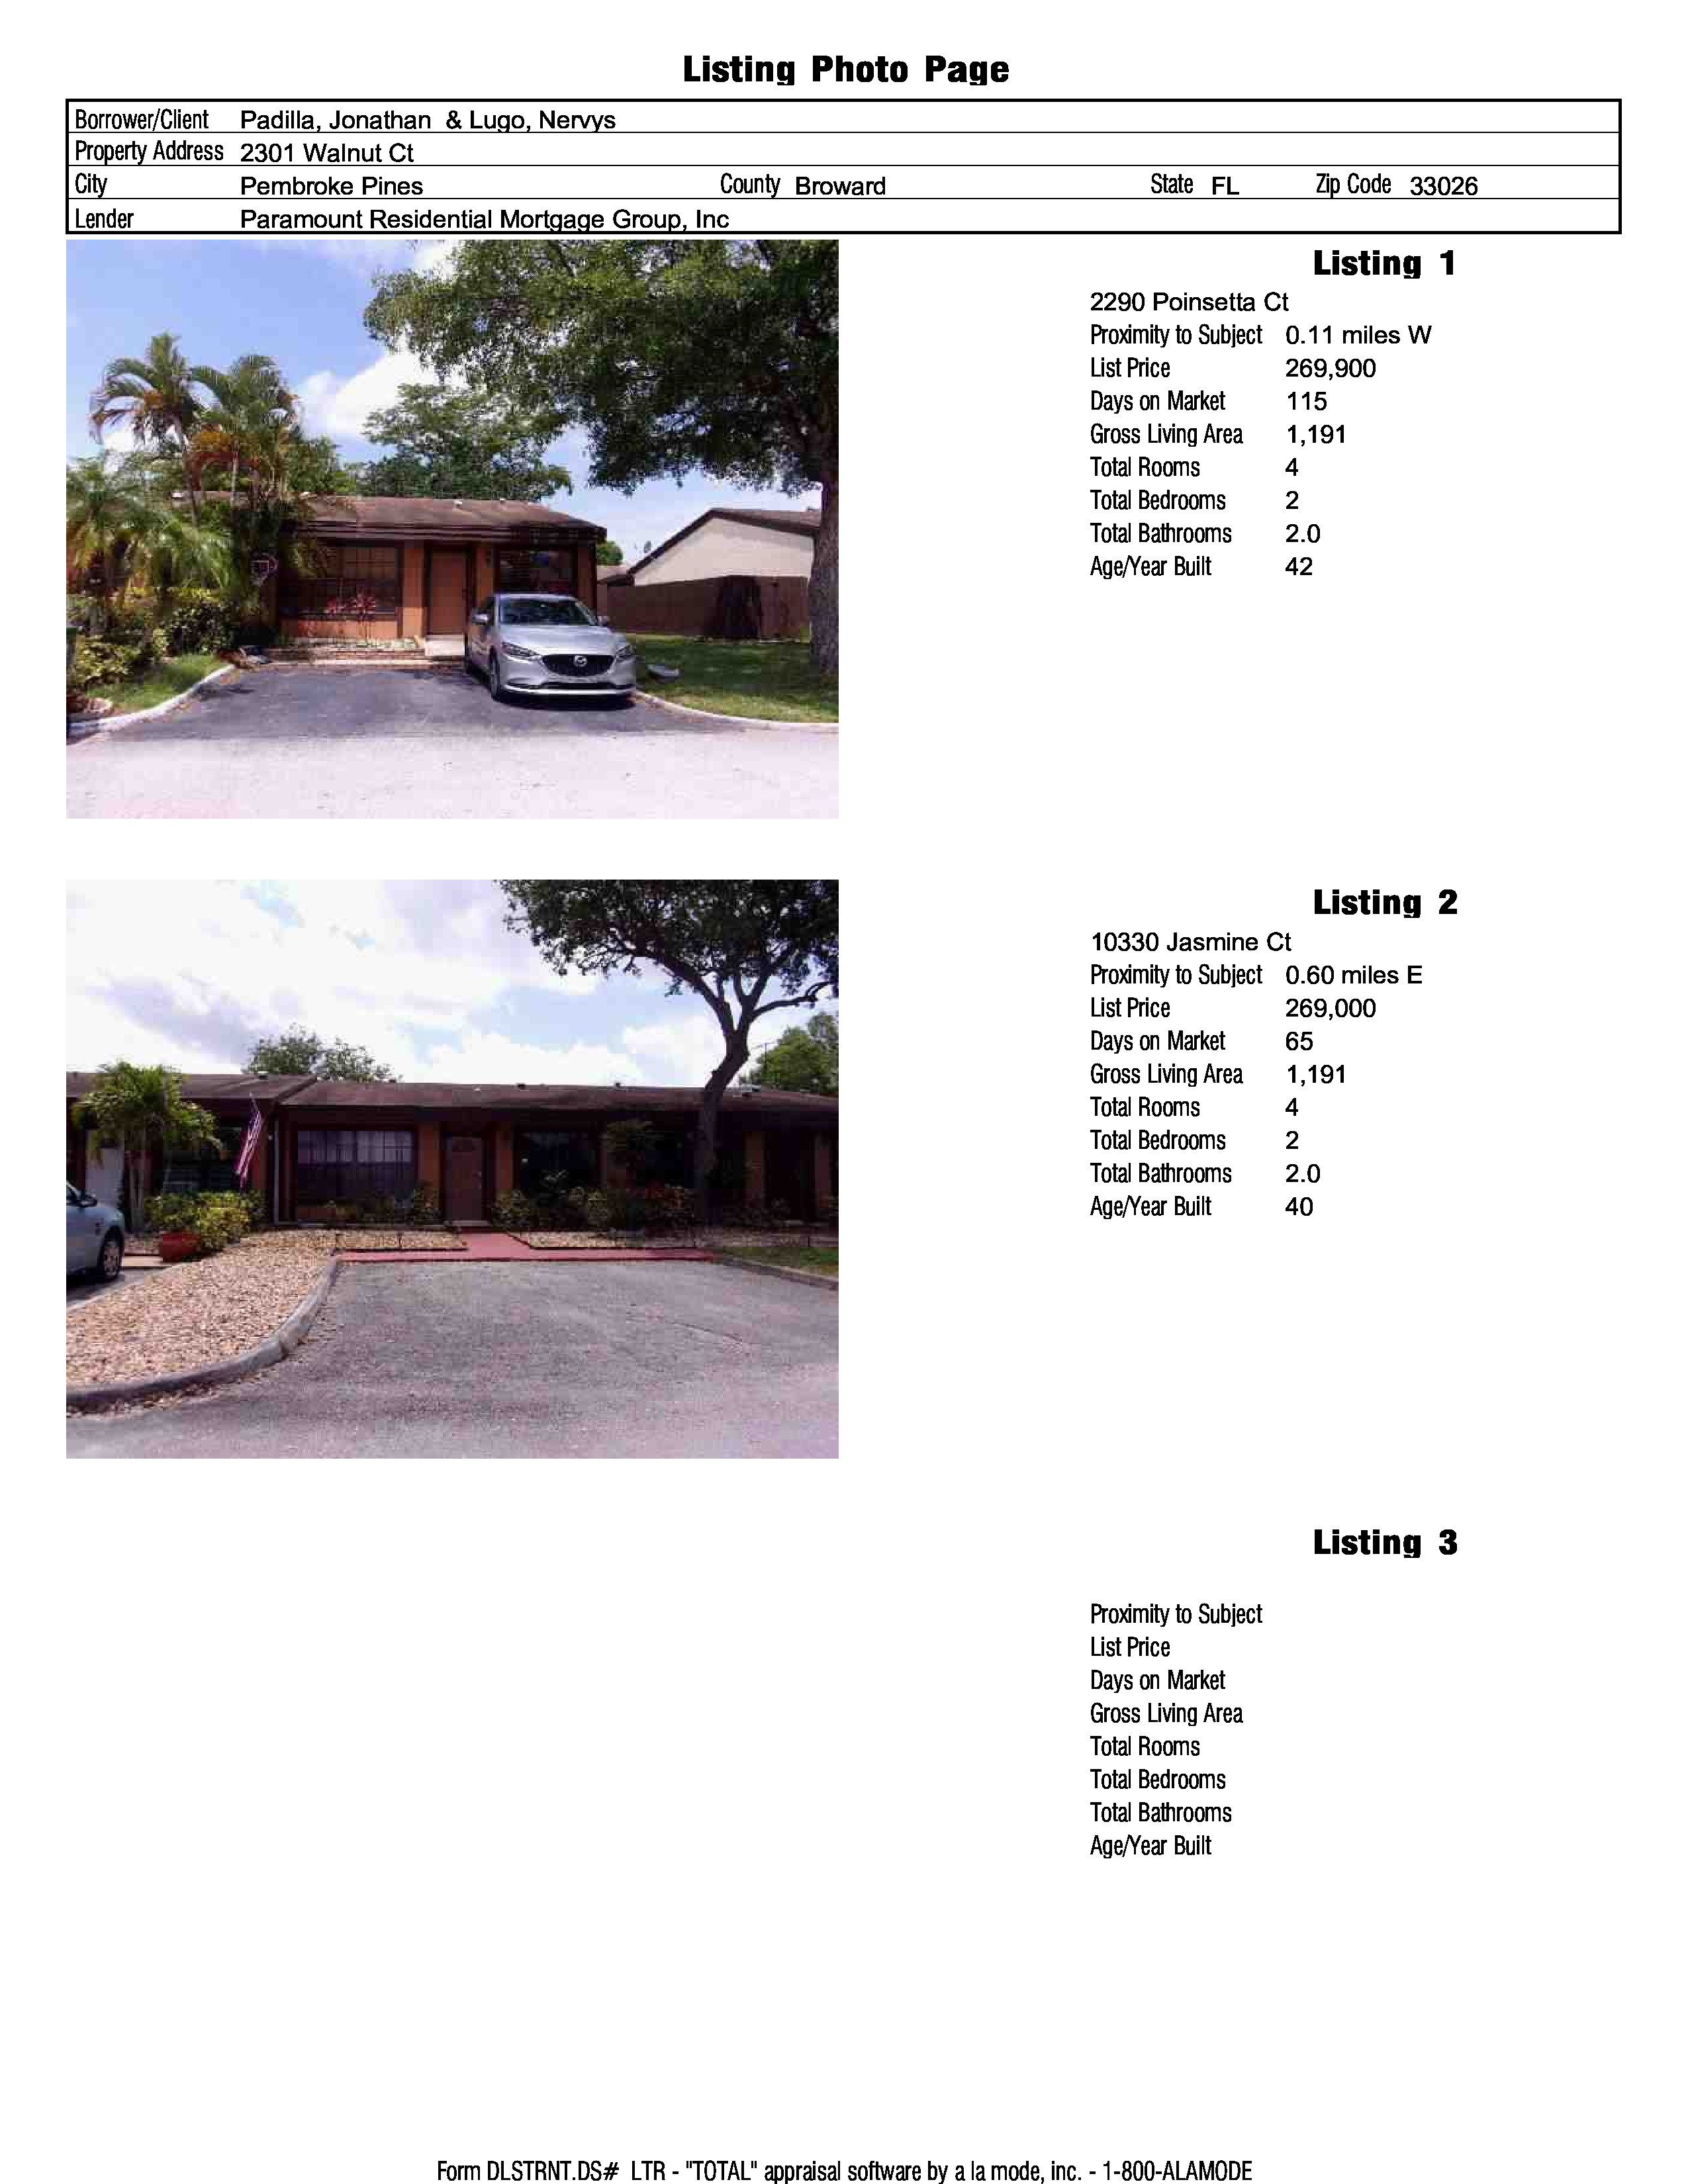 Listing Photo Page
Borrower/Client Padilla, Jonathan & Lugo, Nervys
Property Address 2301 Walnut Ct
City Pembroke Pines County Broward State FL Zip Code 33026
Lender Paramount Residential Mortgage Group, Inc
Listing 1
2290 Poinsetta Ct
Proximity to Subject 0.11 miles W
List Price 269,900
Days on Market 115
Gross Living Area 1,191
Total Rooms 4
Total Bedrooms 2
Total Bathrooms 2.0
Age/Year Built 42
Listing 2
10330 Jasmine Ct
Proximity to Subject 0.60 miles E
List Price 269,000
Days on Market 65
Gross Living Area 1,191
Total Rooms 4
Total Bedrooms 2
Total Bathrooms 2.0
Age/Year Built 40
Listing 3
Proximity to Subject
List Price
Days on Market
Gross Living Area
Total Rooms
Total Bedrooms
Total Bathrooms
Age/Year Built
Form DLSTRNT.DS# LTR - "TOTAL" appraisal software by a la mode, inc. - 1-800-ALAMODE